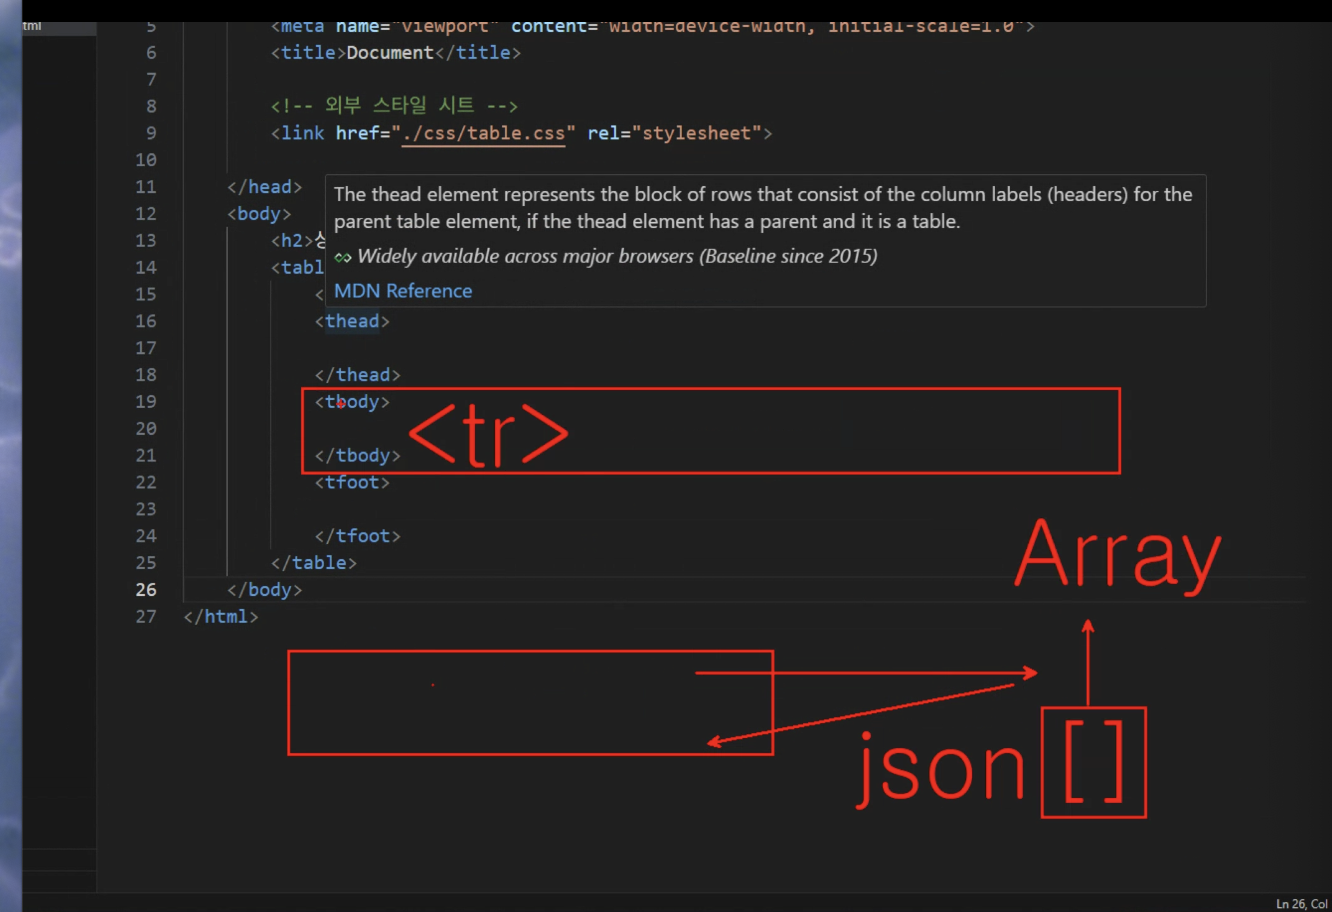 tml
5 <meta name="viewport" content="width=device-width, initial-scale=1.0">
6 <title>Document</title>
7
8 <!-- 외부 스타일 시트 -->
9 <link href="./css/table.css" rel="stylesheet">
10
11 </head>
The thead element represents the block of rows that consist of the column labels (headers) for the
12 <body>
parent table element, if the thead element has a parent and it is a table.
13 <h2>
Widely available across major browsers (Baseline since 2015)
14 <tabl
15 <
MDN Reference
16 <thead>
17
18 </thead>
19 <tbody>
20
<tr>
21 </tbody>
22 <tfoot>
23
24 </tfoot>
25 </table>
26 </body>
27 </html>
Array
json []
Ln 26, Col